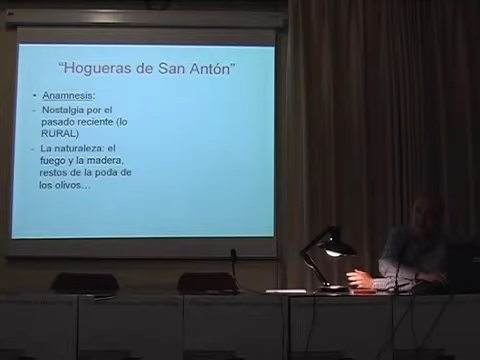 “Hogueras de San Antón”
• Anamnesis:
- Nostalgia por el
pasado reciente (lo
RURAL)
- La naturaleza: el
fuego y la madera,
restos de la poda de
los olivos…